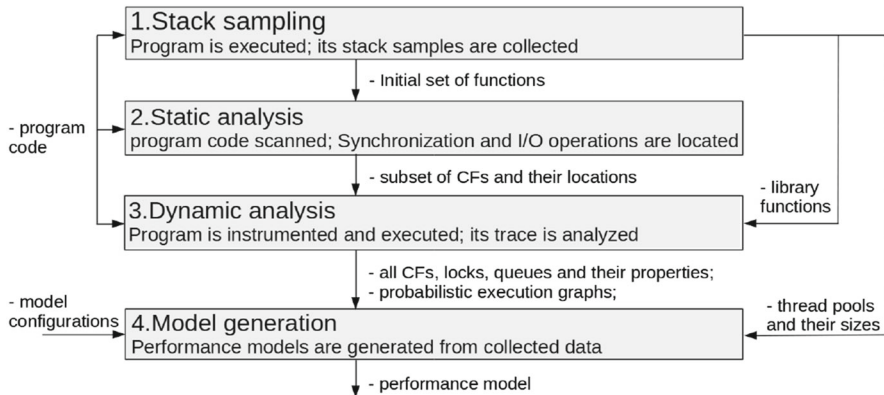 1.Stack sampling
Program is executed; its stack samples are collected
- Initial set of functions
- program
code
2.Static analysis
program code scanned; Synchronization and I/O operations are located
- subset of CFs and their locations
- library
functions
3.Dynamic analysis
Program is instrumented and executed; its trace is analyzed
- all CFs, locks, queues and their properties;
- probabilistic execution graphs;
- model
configurations
- thread pools
and their sizes
4.Model generation
Performance models are generated from collected data
- performance model